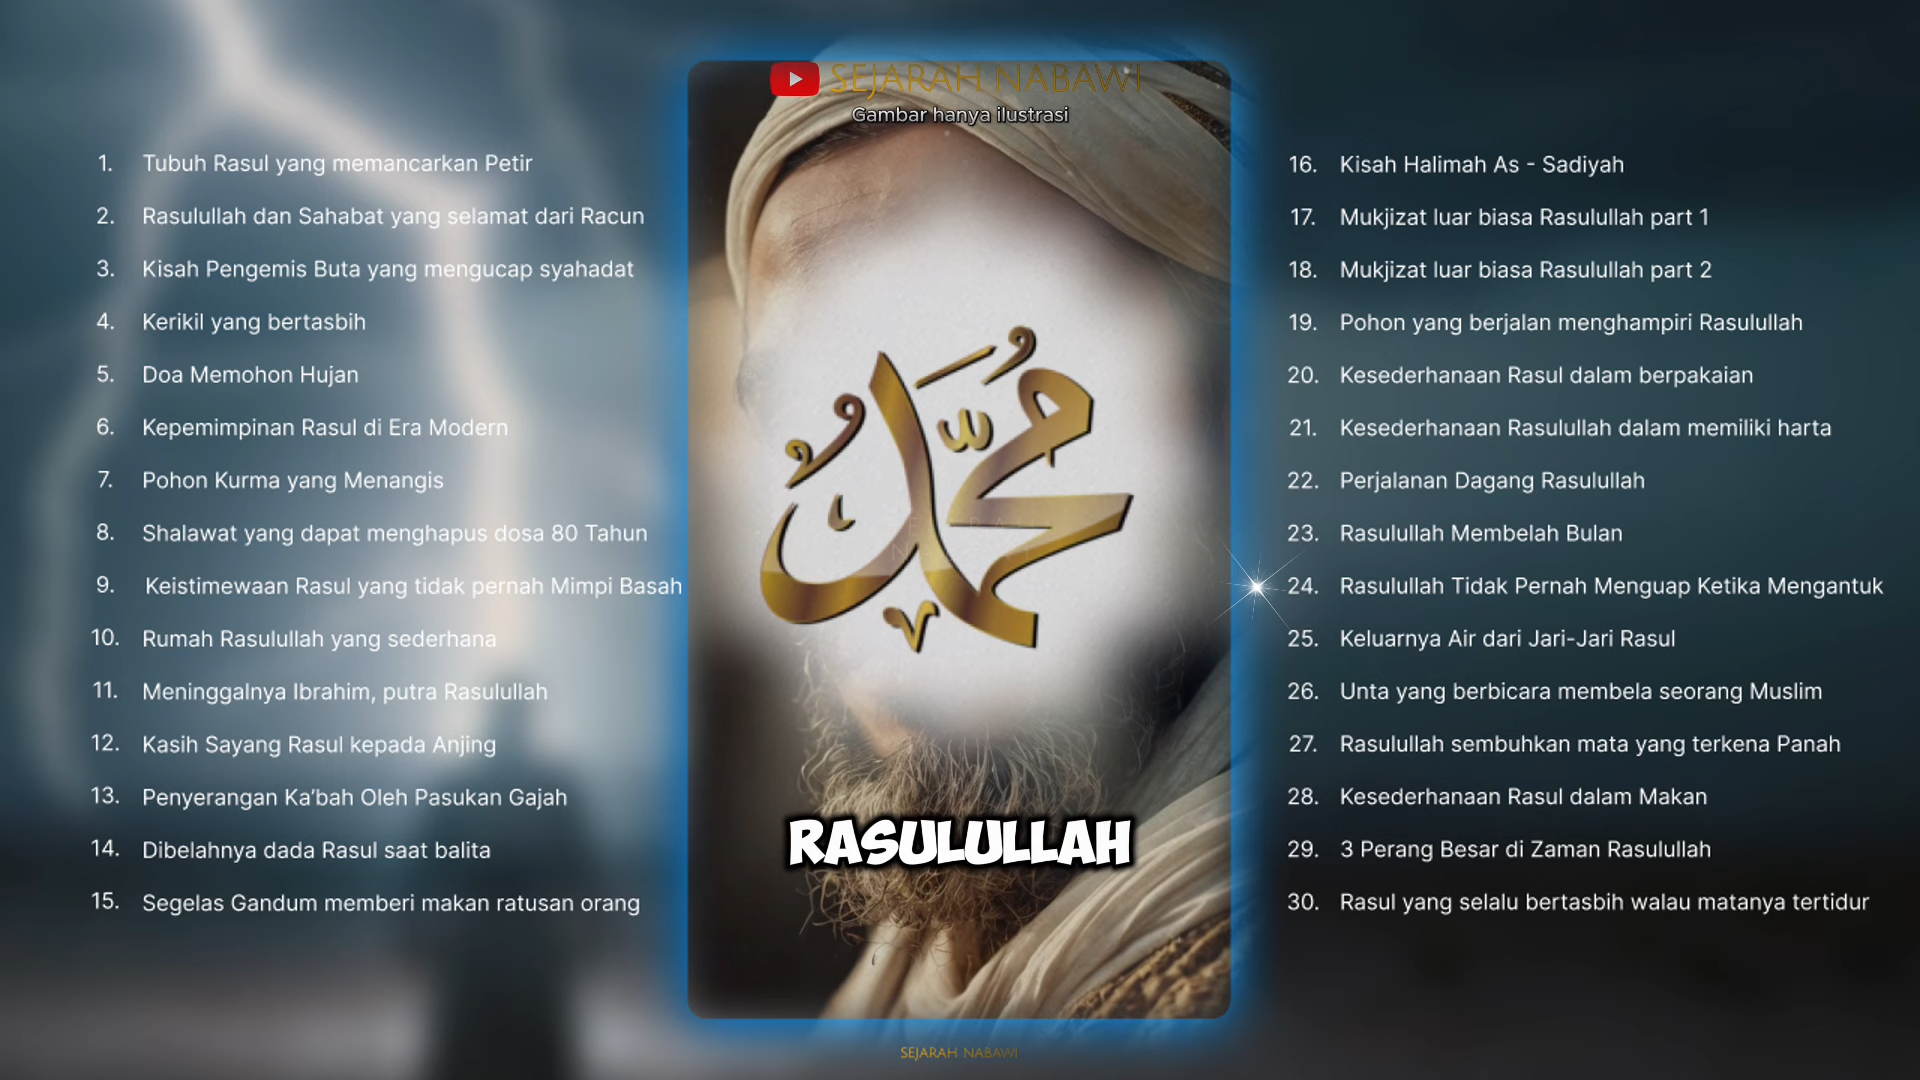 SEJARAH NABAWI
Gambar hanya ilustrasi
1. Tubuh Rasul yang memancarkan Petir
2. Rasulullah dan Sahabat yang selamat dari Racun
3. Kisah Pengemis Buta yang mengucap syahadat
4. Kerikil yang bertasbih
5. Doa Memohon Hujan
6. Kepemimpinan Rasul di Era Modern
7. Pohon Kurma yang Menangis
8. Shalawat yang dapat menghapus dosa 80 Tahun
9. Keistimewaan Rasul yang tidak pernah Mimpi Basah
10. Rumah Rasulullah yang sederhana
11. Meninggalnya Ibrahim, putra Rasulullah
12. Kasih Sayang Rasul kepada Anjing
13. Penyerangan Ka’bah Oleh Pasukan Gajah
14. Dibelahnya dada Rasul saat balita
15. Segelas Gandum memberi makan ratusan orang
مُحَمَّدٌ
SEJARAH
NABAWI
RASULULLAH
16. Kisah Halimah As - Sadiyah
17. Mukjizat luar biasa Rasulullah part 1
18. Mukjizat luar biasa Rasulullah part 2
19. Pohon yang berjalan menghampiri Rasulullah
20. Kesederhanaan Rasul dalam berpakaian
21. Kesederhanaan Rasulullah dalam memiliki harta
22. Perjalanan Dagang Rasulullah
23. Rasulullah Membelah Bulan
24. Rasulullah Tidak Pernah Menguap Ketika Mengantuk
25. Keluarnya Air dari Jari-Jari Rasul
26. Unta yang berbicara membela seorang Muslim
27. Rasulullah sembuhkan mata yang terkena Panah
28. Kesederhanaan Rasul dalam Makan
29. 3 Perang Besar di Zaman Rasulullah
30. Rasul yang selalu bertasbih walau matanya tertidur
SEJARAH NABAWI